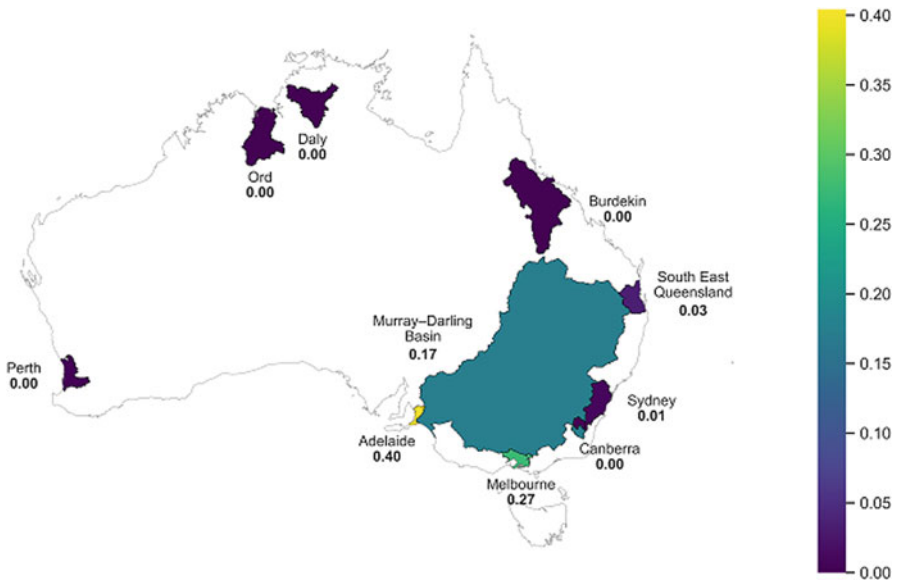 Daly
0.00
Ord
0.00
Burdekin
0.00
South East
Queensland
0.03
Murray–Darling
Basin
0.17
Perth
0.00
Sydney
0.01
Adelaide
0.40
Canberra
0.00
Melbourne
0.27
0.40
0.35
0.30
0.25
0.20
0.15
0.10
0.05
0.00